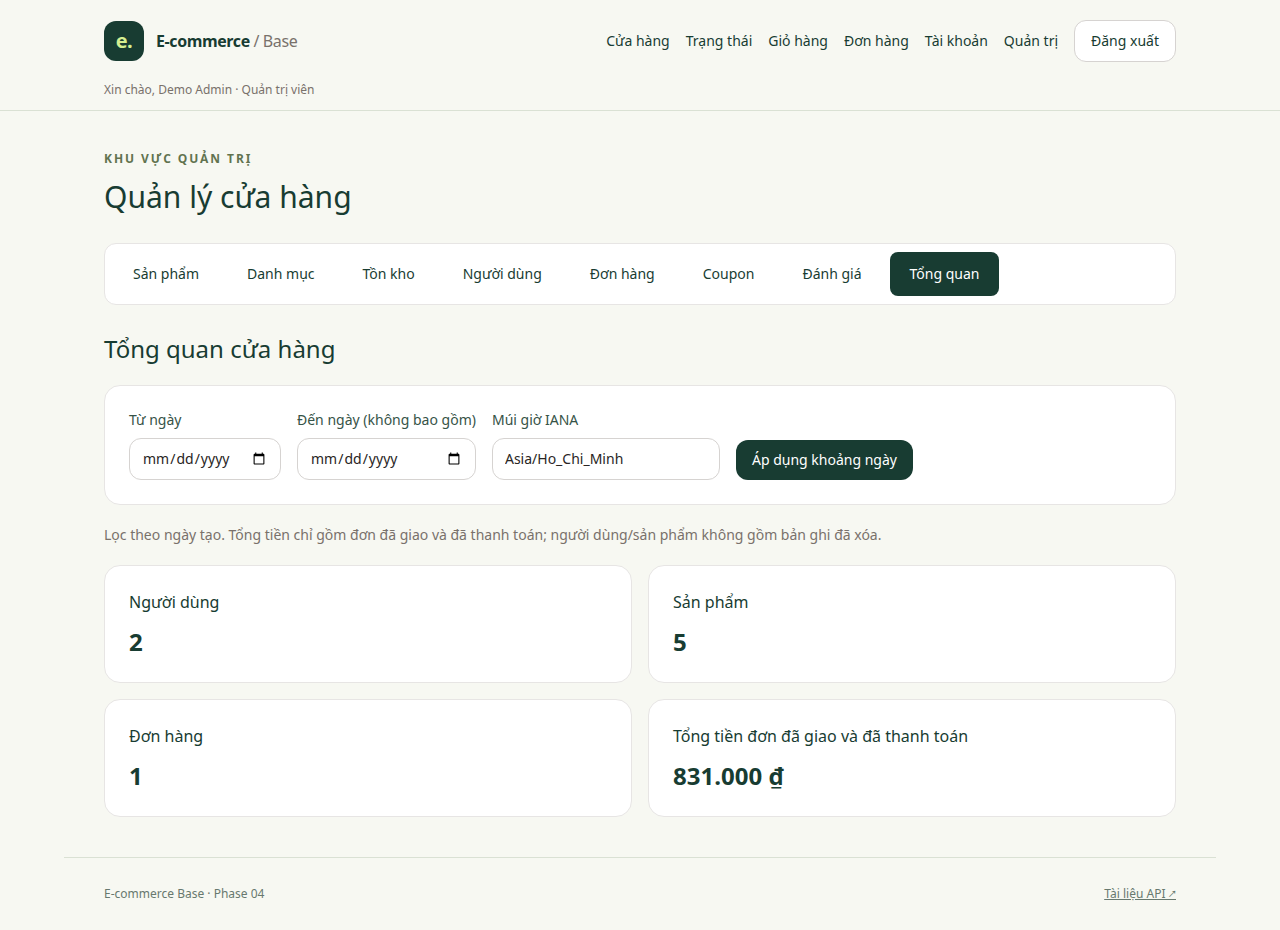 e. E-commerce / Base Cửa hàng Trạng thái Giỏ hàng Đơn hàng Tài khoản Quản trị Đăng xuất
Xin chào, Demo Admin · Quản trị viên
KHU VỰC QUẢN TRỊ
Quản lý cửa hàng
Sản phẩm Danh mục Tồn kho Người dùng Đơn hàng Coupon Đánh giá Tổng quan
Tổng quan cửa hàng
Từ ngày Đến ngày (không bao gồm) Múi giờ IANA
mm/dd/yyyy mm/dd/yyyy Asia/Ho_Chi_Minh Áp dụng khoảng ngày
Lọc theo ngày tạo. Tổng tiền chỉ gồm đơn đã giao và đã thanh toán; người dùng/sản phẩm không gồm bản ghi đã xóa.
Người dùng
2
Sản phẩm
5
Đơn hàng
1
Tổng tiền đơn đã giao và đã thanh toán
831.000 ₫
E-commerce Base · Phase 04 Tài liệu API ↗